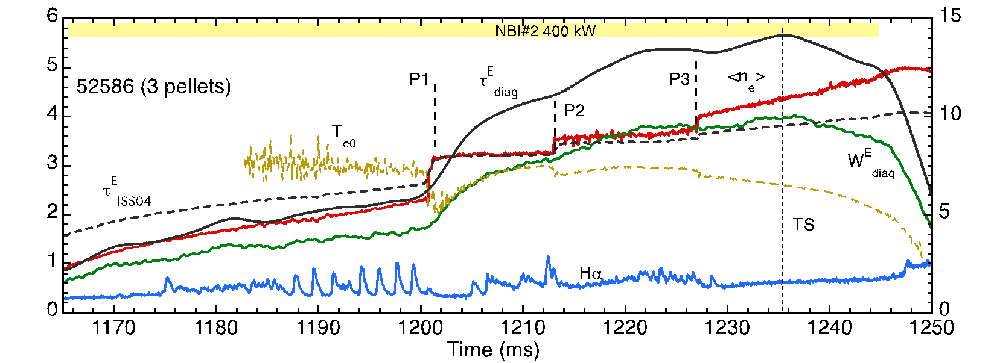 6
15
NBI#2 400 kW
5
52586 (3 pellets)
P1
τ^E_diag
P3
<n_e>
4
P2
10
T_e0
3
τ^E_ISS04
W^E_diag
2
TS
5
1
Hα
0
0
1170 1180 1190 1200 1210 1220 1230 1240 1250
Time (ms)